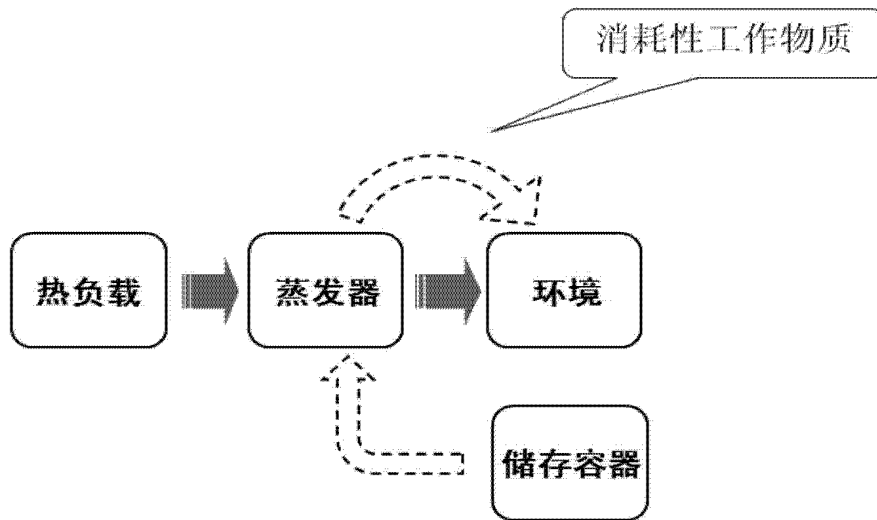 消耗性工作物质
热负载
蒸发器
环境
储存容器